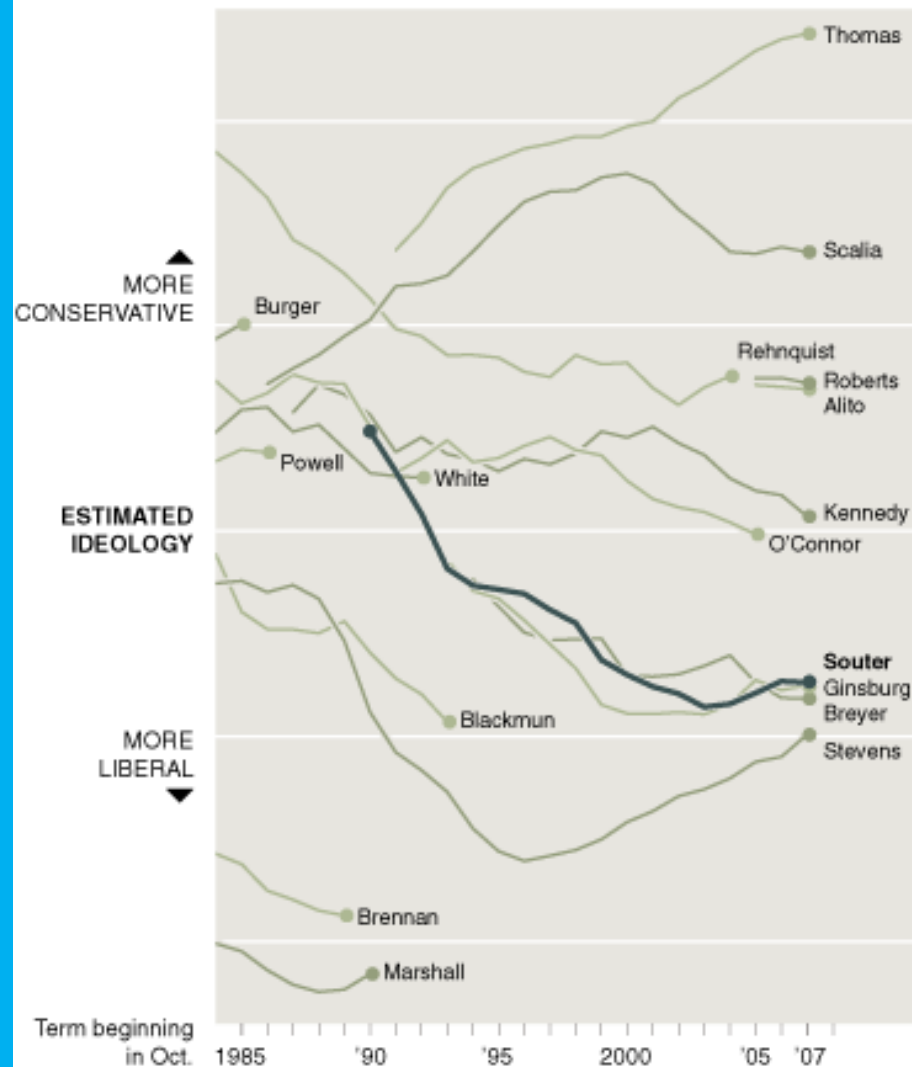 Thomas
Scalia
▲
MORE
CONSERVATIVE
Burger
Rehnquist
Roberts
Alito
Powell
White
Kennedy
ESTIMATED
IDEOLOGY
O'Connor
Souter
Ginsburg
Breyer
Blackmun
Stevens
MORE
LIBERAL
▼
Brennan
Marshall
Term beginning
in Oct.
1985 '90 '95 2000 '05 '07